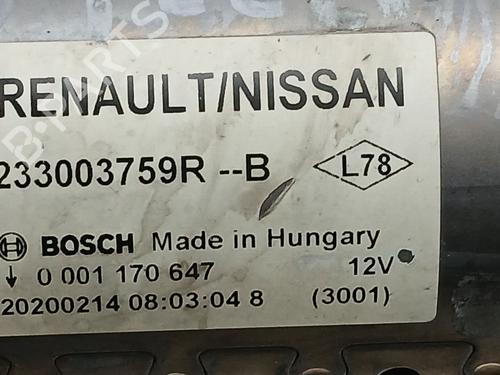 RENAULT/NISSAN
233003759R --B
L78
BOSCH Made in Hungary
↓ 0 001 170 647 12V
20200214 08:03:04 8 (3001)
B-PARTS